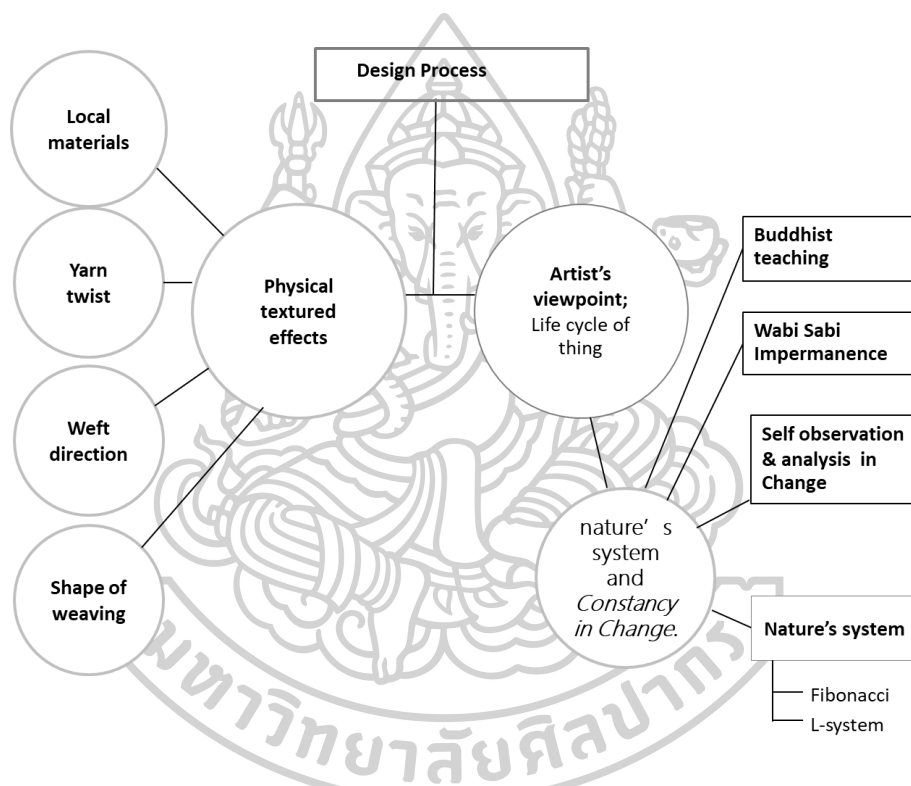 Design Process
Local
materials
Yarn
twist
Weft
direction
Shape of
weaving
Physical
textured
effects
Artist’s
viewpoint;
Life cycle of
thing
Buddhist
teaching
Wabi Sabi
Impermanence
Self observation
& analysis in
Change
nature’ s
system
and
Constancy
in Change.
Nature’s system
Fibonacci
L-system
มหาวิทยาลัยศิลปากร